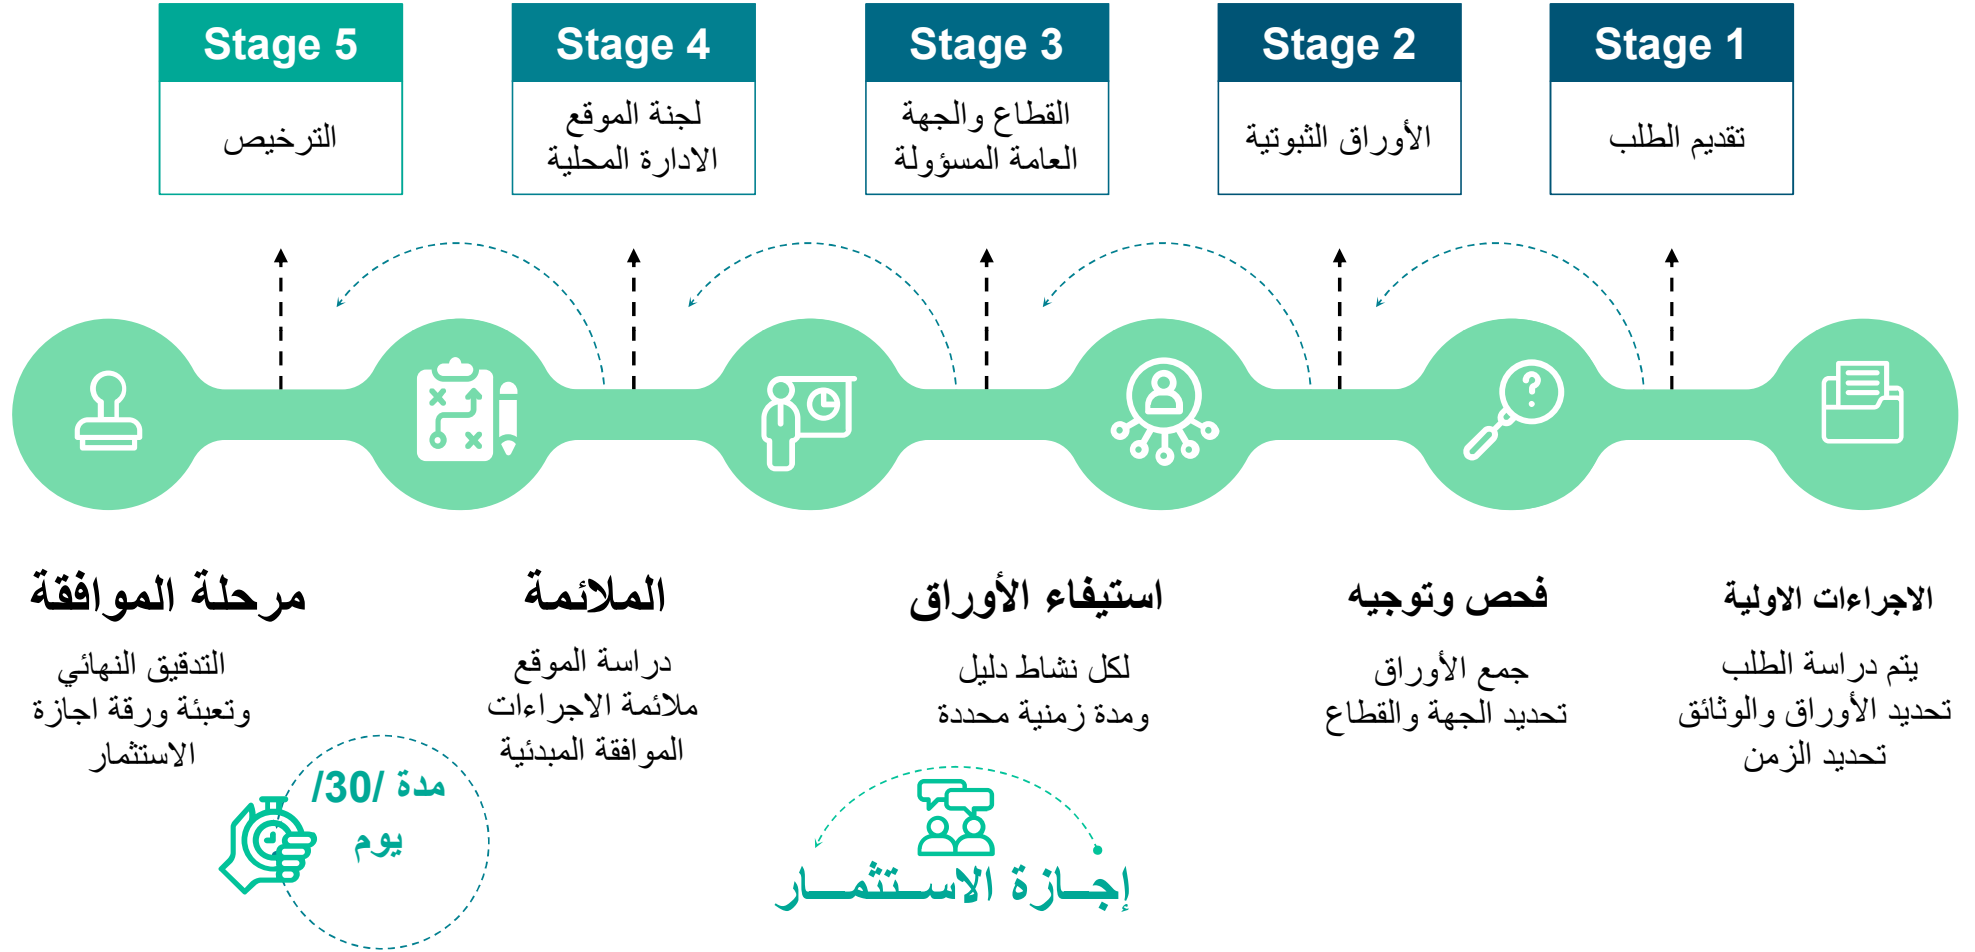 Stage 1
تقديم الطلب
Stage 2
الأوراق الثبوتية
Stage 3
القطاع والجهة
العامة المسؤولة
Stage 4
لجنة الموقع
الادارة المحلية
Stage 5
الترخيص
الاجراءات الاولية
يتم دراسة الطلب
تحديد الأوراق والوثائق
تحديد الزمن
فحص وتوجيه
جمع الأوراق
تحديد الجهة والقطاع
استيفاء الأوراق
لكل نشاط دليل
ومدة زمنية محددة
الملائمة
دراسة الموقع
ملائمة الاجراءات
الموافقة المبدئية
مرحلة الموافقة
التدقيق النهائي
وتعبئة ورقة اجازة
الاستثمار
مدة /30/
يوم
إجــازة الاســتثمــــار